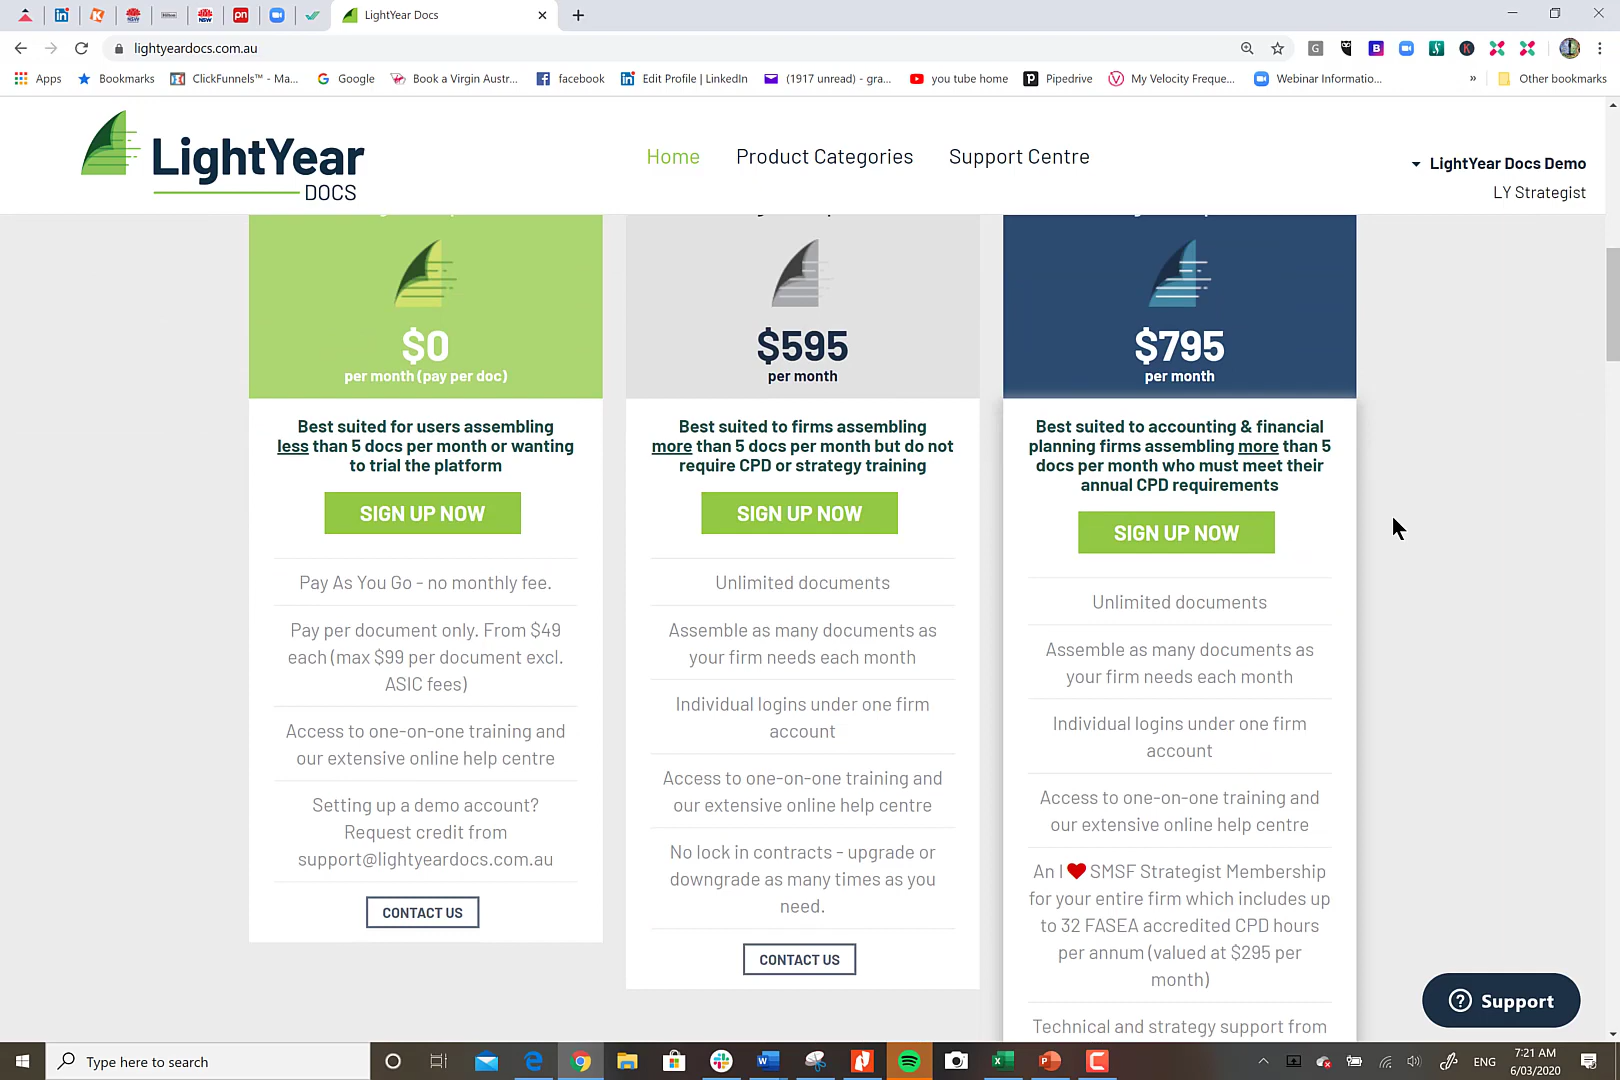 LightYear Docs
lightyeardocs.com.au
Apps
Bookmarks
ClickFunnels™ - Ma...
Google
Book a Virgin Austr...
facebook
Edit Profile | LinkedIn
(1917 unread) - gra...
you tube home
Pipedrive
My Velocity Freque...
Webinar Informatio...
»
Other bookmarks
LightYear
DOCS
Home
Product Categories
Support Centre
LightYear Docs Demo
LY Strategist
$0
per month (pay per doc)
Best suited for users assembling
less than 5 docs per month or wanting
to trial the platform
SIGN UP NOW
Pay As You Go - no monthly fee.
Pay per document only. From $49
each (max $99 per document excl.
ASIC fees)
Access to one-on-one training and
our extensive online help centre
Setting up a demo account?
Request credit from
support@lightyeardocs.com.au
CONTACT US
$595
per month
Best suited to firms assembling
more than 5 docs per month but do not
require CPD or strategy training
SIGN UP NOW
Unlimited documents
Assemble as many documents as
your firm needs each month
Individual logins under one firm
account
Access to one-on-one training and
our extensive online help centre
No lock in contracts - upgrade or
downgrade as many times as you
need.
CONTACT US
$795
per month
Best suited to accounting & financial
planning firms assembling more than 5
docs per month who must meet their
annual CPD requirements
SIGN UP NOW
Unlimited documents
Assemble as many documents as
your firm needs each month
Individual logins under one firm
account
Access to one-on-one training and
our extensive online help centre
An I ❤ SMSF Strategist Membership
for your entire firm which includes up
to 32 FASEA accredited CPD hours
per annum (valued at $295 per
month)
Technical and strategy support from
Support
Type here to search
ENG
7:21 AM
6/03/2020